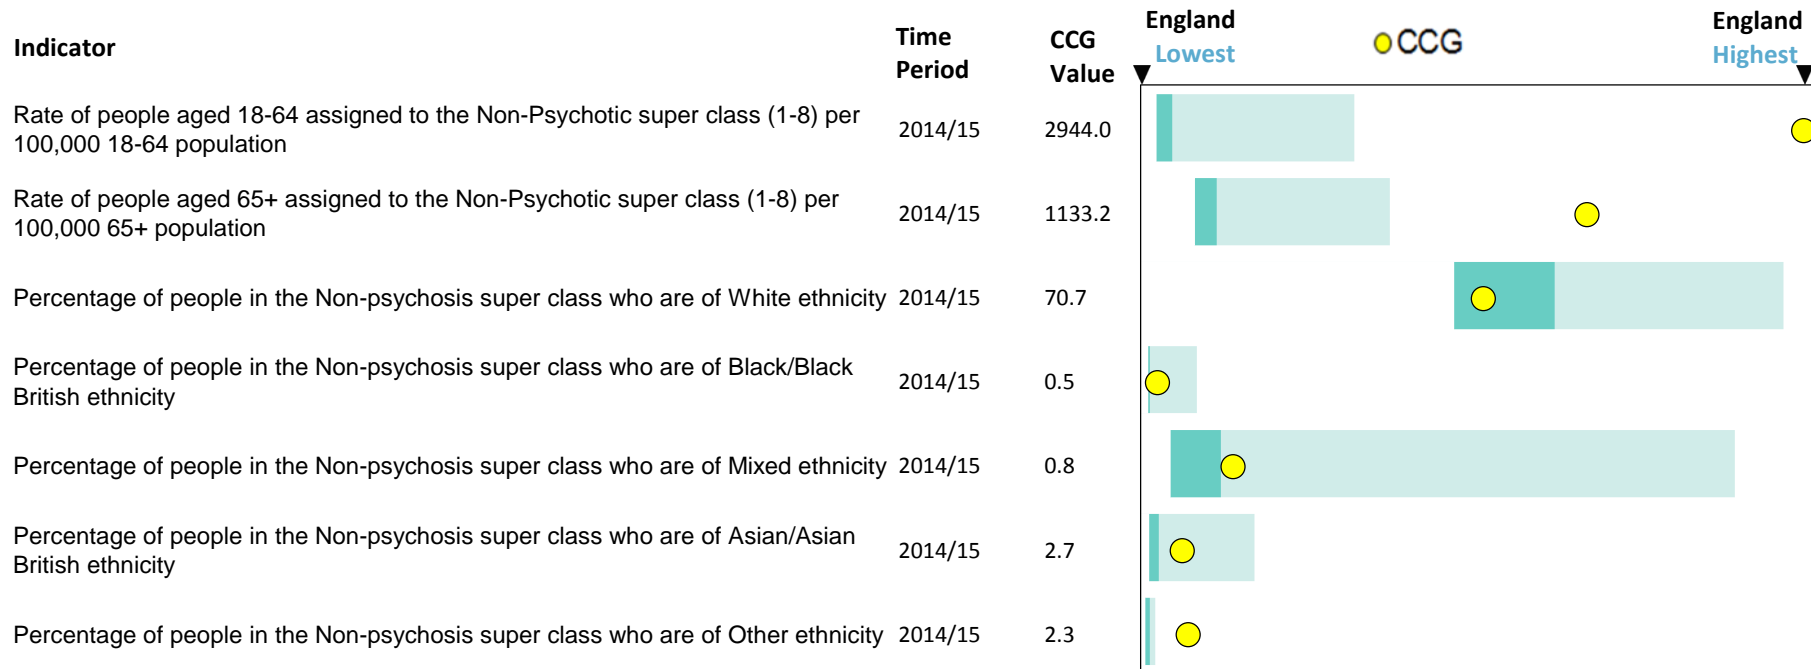 Indicator
Time
Period
CCG
Value
England
Lowest
CCG
England
Highest
Rate of people aged 18-64 assigned to the Non-Psychotic super class (1-8) per
100,000 18-64 population
2014/15
2944.0
Rate of people aged 65+ assigned to the Non-Psychotic super class (1-8) per
100,000 65+ population
2014/15
1133.2
Percentage of people in the Non-psychosis super class who are of White ethnicity 2014/15 70.7
Percentage of people in the Non-psychosis super class who are of Black/Black
British ethnicity
2014/15
0.5
Percentage of people in the Non-psychosis super class who are of Mixed ethnicity 2014/15 0.8
Percentage of people in the Non-psychosis super class who are of Asian/Asian
British ethnicity
2014/15
2.7
Percentage of people in the Non-psychosis super class who are of Other ethnicity 2014/15 2.3